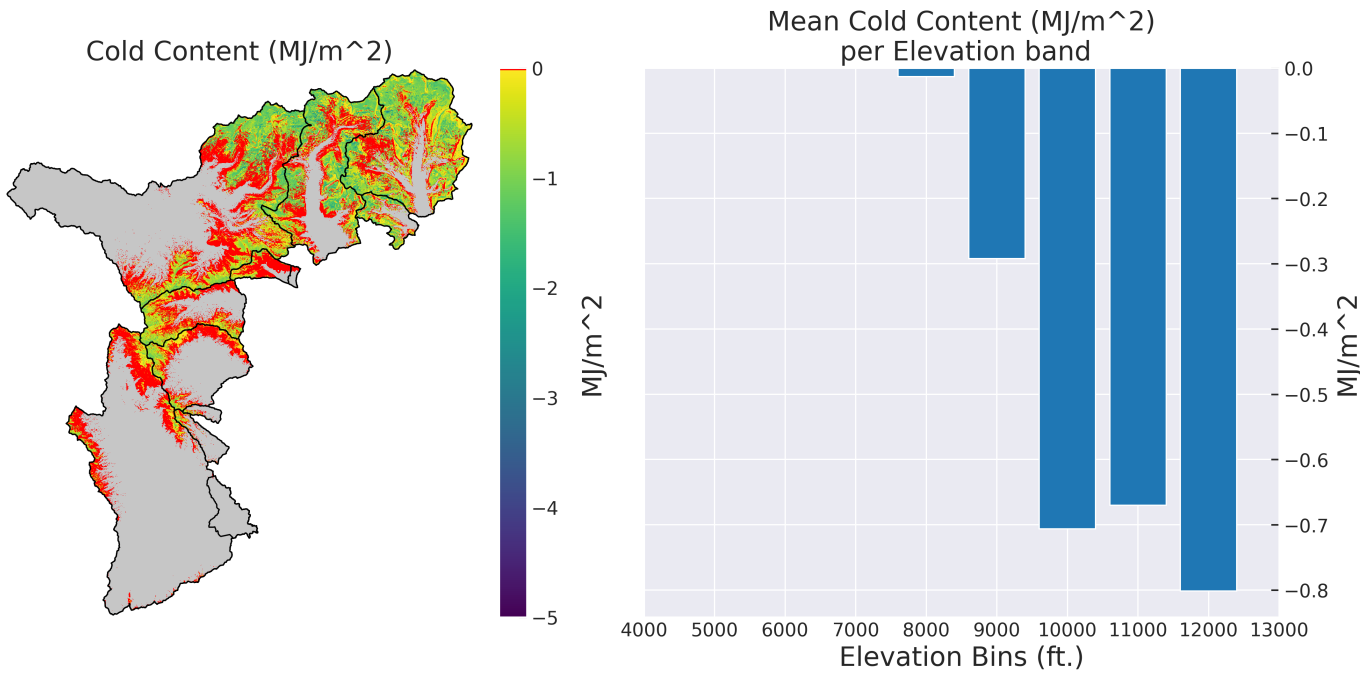 Cold Content (MJ/m^2)
0
−1
−2
−3
−4
−5
MJ/m^2
Mean Cold Content (MJ/m^2)
per Elevation band
0.0
−0.1
−0.2
−0.3
−0.4
−0.5
−0.6
−0.7
−0.8
MJ/m^2
4000 5000 6000 7000 8000 9000 10000 11000 12000 13000
Elevation Bins (ft.)